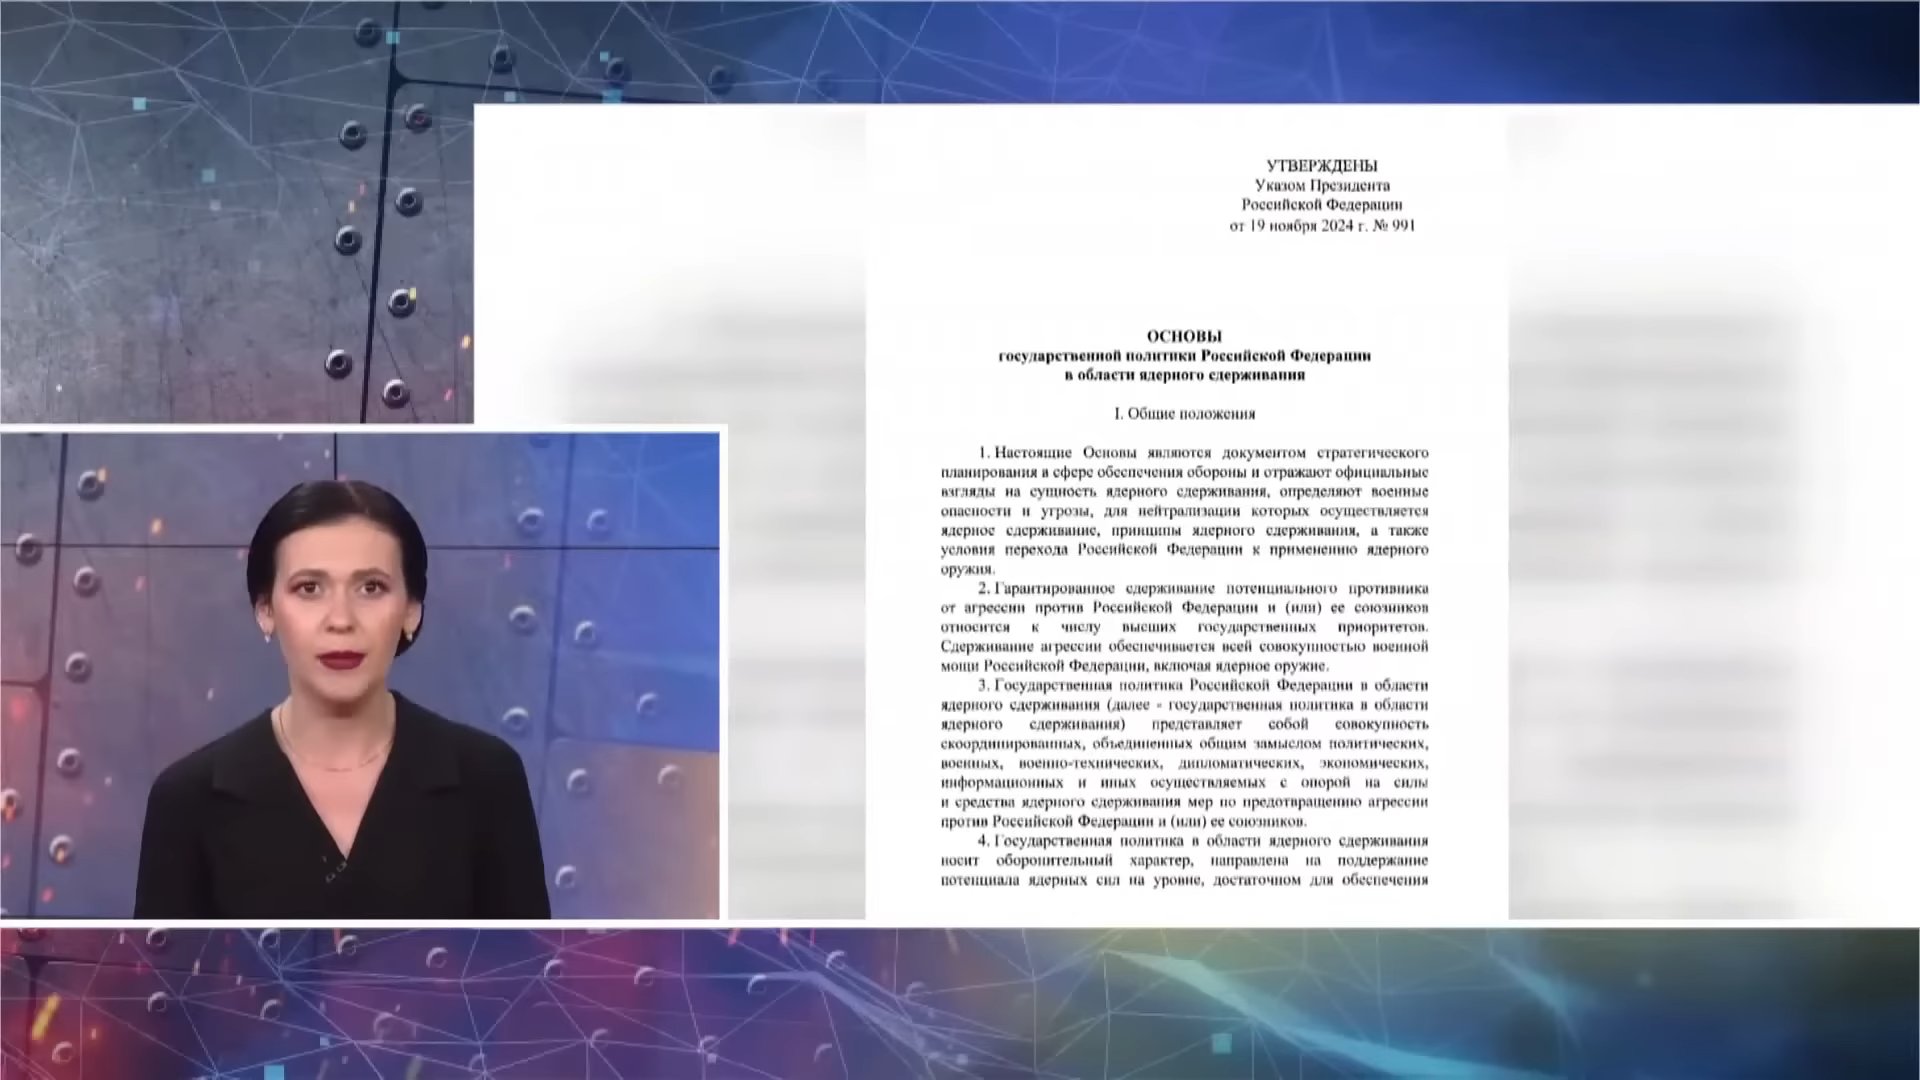 УТВЕРЖДЕНЫ
Указом Президента
Российской Федерации
от 19 ноября 2024 г. № 991
ОСНОВЫ
государственной политики Российской Федерации
в области ядерного сдерживания
I. Общие положения
1. Настоящие Основы являются документом стратегического
планирования в сфере обеспечения обороны и отражают официальные
взгляды на сущность ядерного сдерживания, определяют военные
опасности и угрозы, для нейтрализации которых осуществляется
ядерное сдерживание, принципы ядерного сдерживания, а также
условия перехода Российской Федерации к применению ядерного
оружия.
2. Гарантированное сдерживание потенциального противника
от агрессии против Российской Федерации и (или) ее союзников
относится к числу высших государственных приоритетов.
Сдерживание агрессии обеспечивается всей совокупностью военной
мощи Российской Федерации, включая ядерное оружие.
3. Государственная политика Российской Федерации в области
ядерного сдерживания (далее - государственная политика в области
ядерного сдерживания) представляет собой совокупность
скоординированных, объединенных общим замыслом политических,
военных, военно-технических, дипломатических, экономических,
информационных и иных осуществляемых с опорой на силы
и средства ядерного сдерживания мер по предотвращению агрессии
против Российской Федерации и (или) ее союзников.
4. Государственная политика в области ядерного сдерживания
носит оборонительный характер, направлена на поддержание
потенциала ядерных сил на уровне, достаточном для обеспечения